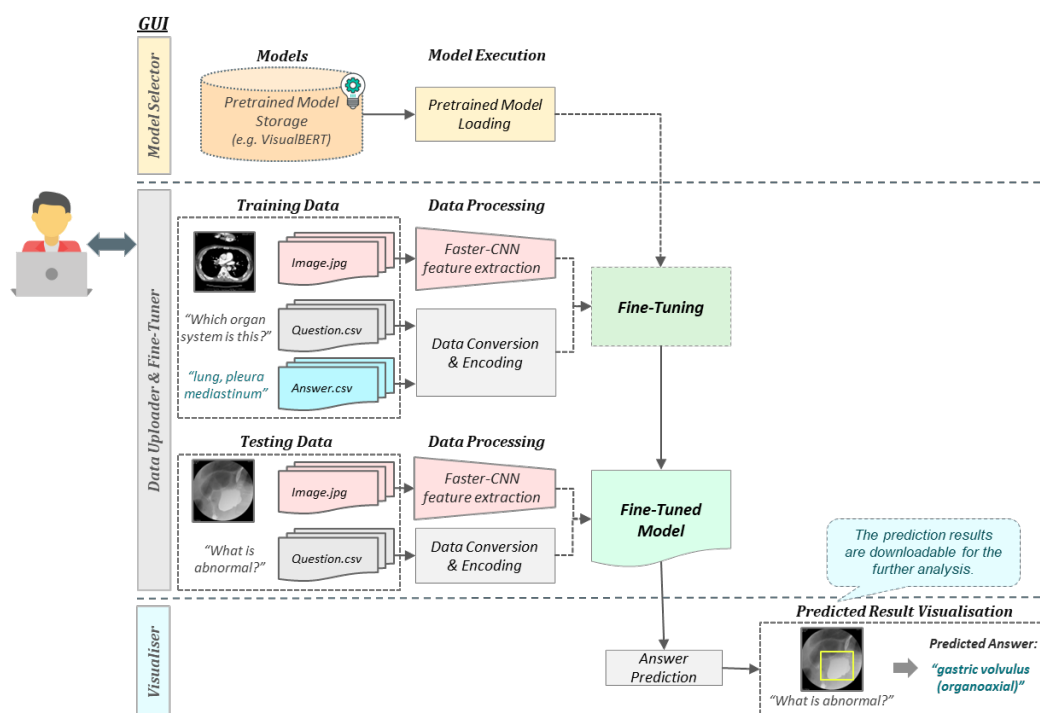 GUI
Model Selector
Models
Model Execution
Pretrained Model
Storage
(e.g. VisualBERT)
Pretrained Model
Loading
Data Uploader & Fine-Tuner
Training Data
Data Processing
Image.jpg
Faster-CNN
feature extraction
“Which organ
system is this?”
Question.csv
Data Conversion
& Encoding
“lung, pleura
mediastinum”
Answer.csv
Fine-Tuning
Testing Data
Data Processing
Image.jpg
Faster-CNN
feature extraction
“What is
abnormal?”
Question.csv
Data Conversion
& Encoding
Fine-Tuned
Model
The prediction results
are downloadable for the
further analysis.
Visualiser
Answer
Prediction
Predicted Result Visualisation
“What is abnormal?”
Predicted Answer:
“gastric volvulus
(organoaxial)”